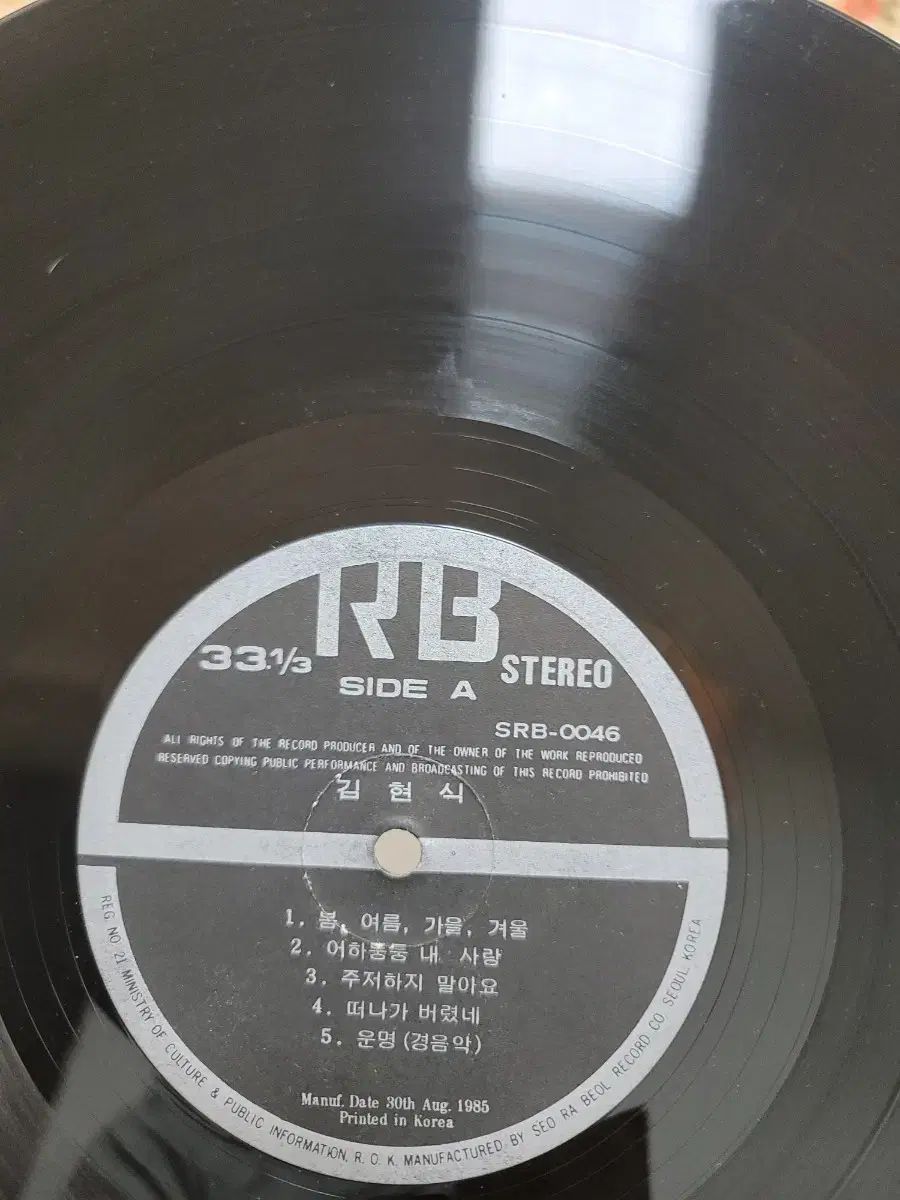 RB
33.1/3
STEREO
SIDE A
SRB-0046
ALL RIGHTS OF THE RECORD PRODUCER AND OF THE OWNER OF THE WORK REPRODUCED
RESERVED COPYING PUBLIC PERFORMANCE AND BROADCASTING OF THIS RECORD PROHIBITED
김 현 식
1. 봄, 여름, 가을, 겨울
2. 어하둥둥 내 사랑
3. 주저하지 말아요
4. 떠나가 버렸네
5. 운명 (경음악)
Manuf. Date 30th Aug. 1985
Printed in Korea
REG. NO. 21 MINISTRY OF CULTURE & PUBLIC INFORMATION, R. O. K. MANUFACTURED BY SEO RA BEOL RECORD CO SEOUL KOREA